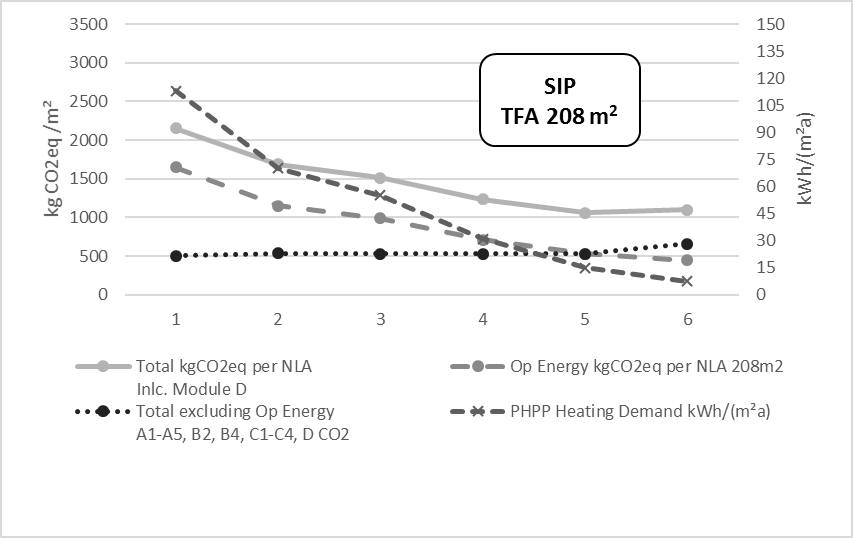 3500
3000
2500
2000
1500
1000
500
0
kg CO2eq /m²
150
135
120
105
90
75
60
45
30
15
0
kWh/(m²a)
SIP
TFA 208 m²
1 2 3 4 5 6
Total kgCO2eq per NLA
Inlc. Module D
Op Energy kgCO2eq per NLA 208m2
Total excluding Op Energy
A1-A5, B2, B4, C1-C4, D CO2
PHPP Heating Demand kWh/(m²a)